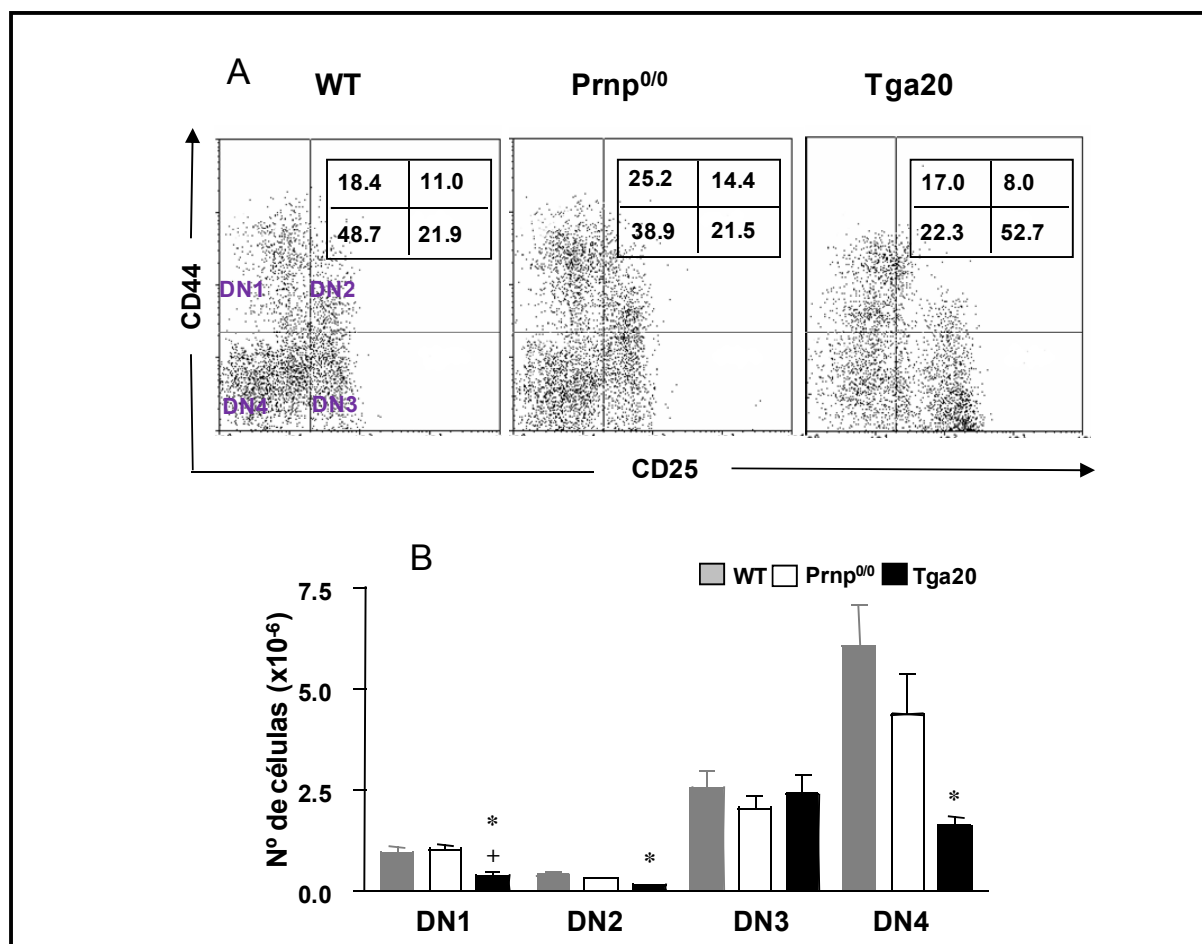 A
WT Prnp0/0 Tga20
CD44
18.4 11.0
48.7 21.9
25.2 14.4
38.9 21.5
17.0 8.0
22.3 52.7
DN1 DN2
DN4 DN3
CD25
B
WT Prnp0/0 Tga20
Nº de células (x10-6)
7.5
5.0
2.5
0.0
*
+
*
*
DN1 DN2 DN3 DN4